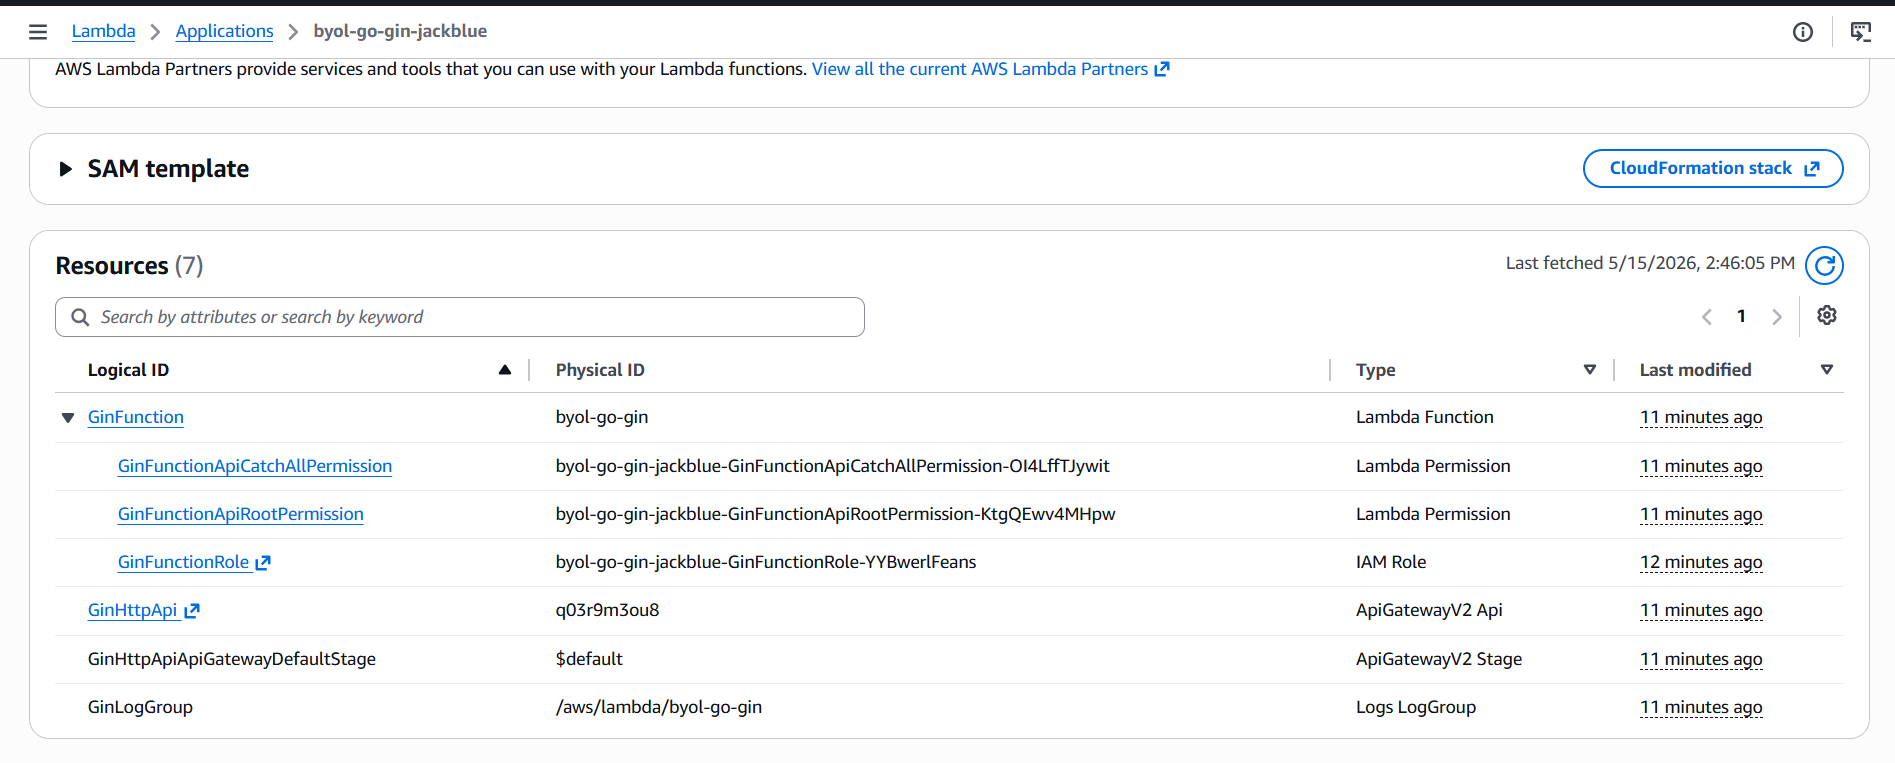 Lambda > Applications > byol-go-gin-jackblue
AWS Lambda Partners provide services and tools that you can use with your Lambda functions. View all the current AWS Lambda Partners
SAM template
CloudFormation stack
Resources (7)
Last fetched 5/15/2026, 2:46:05 PM
Search by attributes or search by keyword
1
Logical ID Physical ID Type Last modified
GinFunction byol-go-gin Lambda Function 11 minutes ago
GinFunctionApiCatchAllPermission byol-go-gin-jackblue-GinFunctionApiCatchAllPermission-OI4LffTJywit Lambda Permission 11 minutes ago
GinFunctionApiRootPermission byol-go-gin-jackblue-GinFunctionApiRootPermission-KtgQEwv4MHpw Lambda Permission 11 minutes ago
GinFunctionRole byol-go-gin-jackblue-GinFunctionRole-YYBwerlFeans IAM Role 12 minutes ago
GinHttpApi q03r9m3ou8 ApiGatewayV2 Api 11 minutes ago
GinHttpApiApiGatewayDefaultStage $default ApiGatewayV2 Stage 11 minutes ago
GinLogGroup /aws/lambda/byol-go-gin Logs LogGroup 11 minutes ago